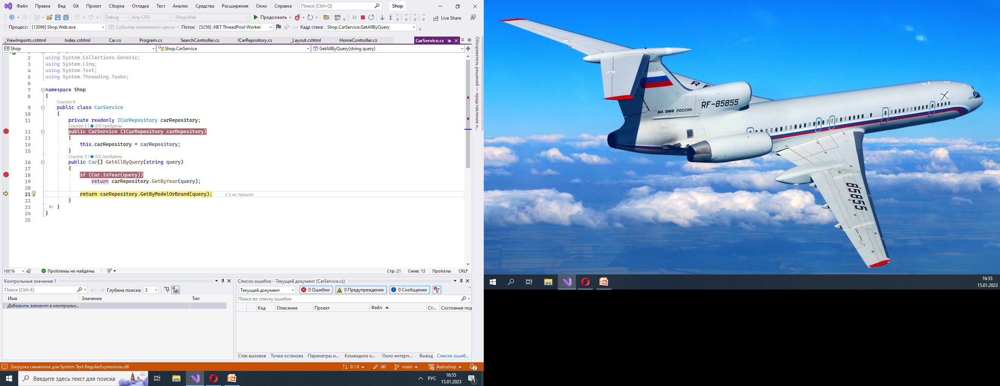 Файл Правка Вид Git Проект Сборка Отладка Тест Анализ Средства Расширения Окно Справка Поиск (Ctrl+Q) Shop
Debug Any CPU Shop.Web Продолжить Live Share
Процесс: [13096] Shop.Web.exe События жизненного цикла Поток: [5256] .NET ThreadPool Worker Кадр стека: Shop.CarService.GetAllByQuery
_ViewImports.cshtml Index.cshtml Car.cs Program.cs SearchController.cs ICarRepository.cs _Layout.cshtml HomeController.cs CarService.cs
Shop Shop.CarService GetAllByQuery(string query)
Обозреватель решений — представление п...
2 using System.Collections.Generic;
3 using System.Linq;
4 using System.Text;
5 using System.Threading.Tasks;
6
7 namespace Shop
8 {
Ссылок: 6
9 public class CarService
10 {
11 private readonly ICarRepository carRepository;
Ссылок: 2 | 0/2 пройдены
12 public CarService (ICarRepository carRepository)
13 {
14 this.carRepository = carRepository;
15 }
Ссылок: 3 | 0/2 пройдены
16 public Car[] GetAllByQuery(string query)
17 {
18 if (Car.IsYear(query))
19 return carRepository.GetByYear(query);
20
21 return carRepository.GetByModelOrBrand(query); ≤ 2 мс прошло
22 }
23 }
24 }
25
100 % Проблемы не найдены. Стр: 21 Симв: 13 Пробелы CRLF
Контрольные значения 1
Поиск (Ctrl+E) Глубина поиска: 3
Имя Значение Тип
Добавить элемент в контрольн...
Список ошибок - Текущий документ (CarService.cs)
Текущий документ 0 Ошибки 0 Предупреждения 0 Сообщения
Поиск по списку ошибок
Код Описание Проект Файл Ст... Состояние под
Стек вызовов Точки останова Параметры и... Командное о... Окно интерп... Вывод Список ошиб...
Загрузка символов для System.Text.RegularExpressions.dll 0 / 0 60 main Autoshop 2
Введите здесь текст для поиска РУС 16:55
15.01.2023 1
RF-85855
МА ВМФ РОССИИ
85855
16:55
15.01.2023